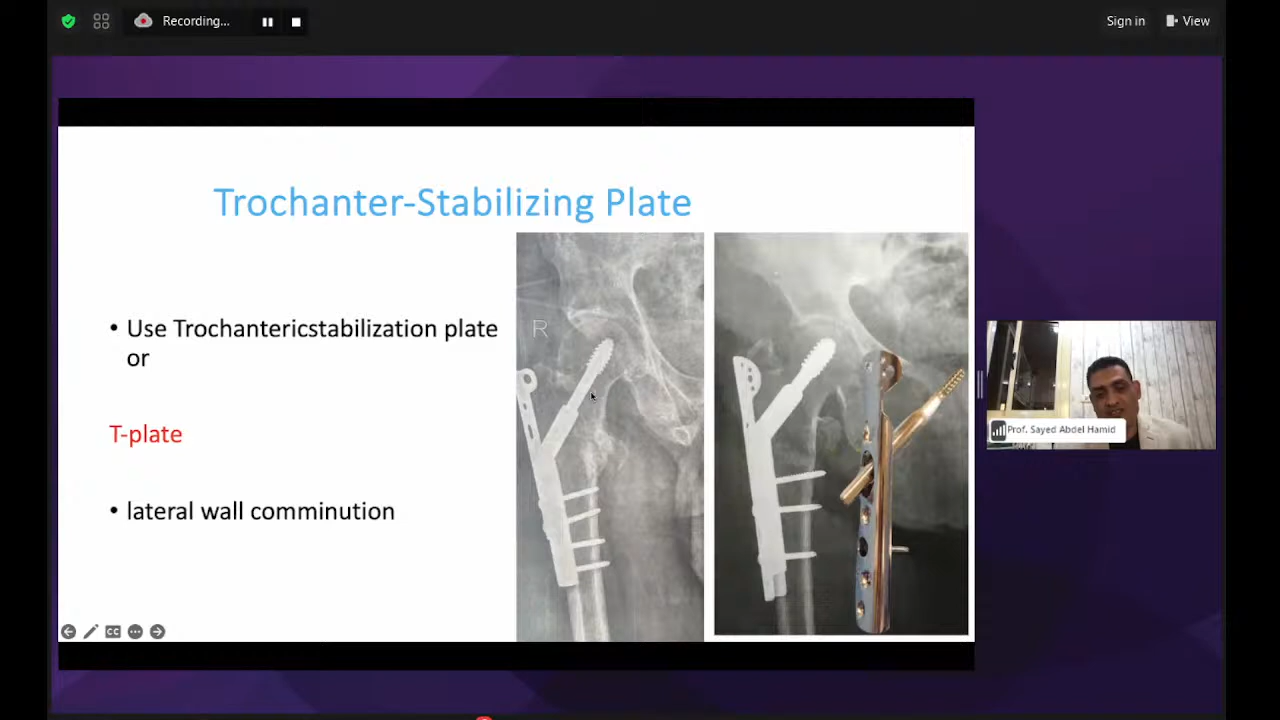 Recording...
Sign in
View
Trochanter-Stabilizing Plate
• Use Trochantericstabilization plate
or
T-plate
• lateral wall comminution
R
CC
Prof. Sayed Abdel Hamid